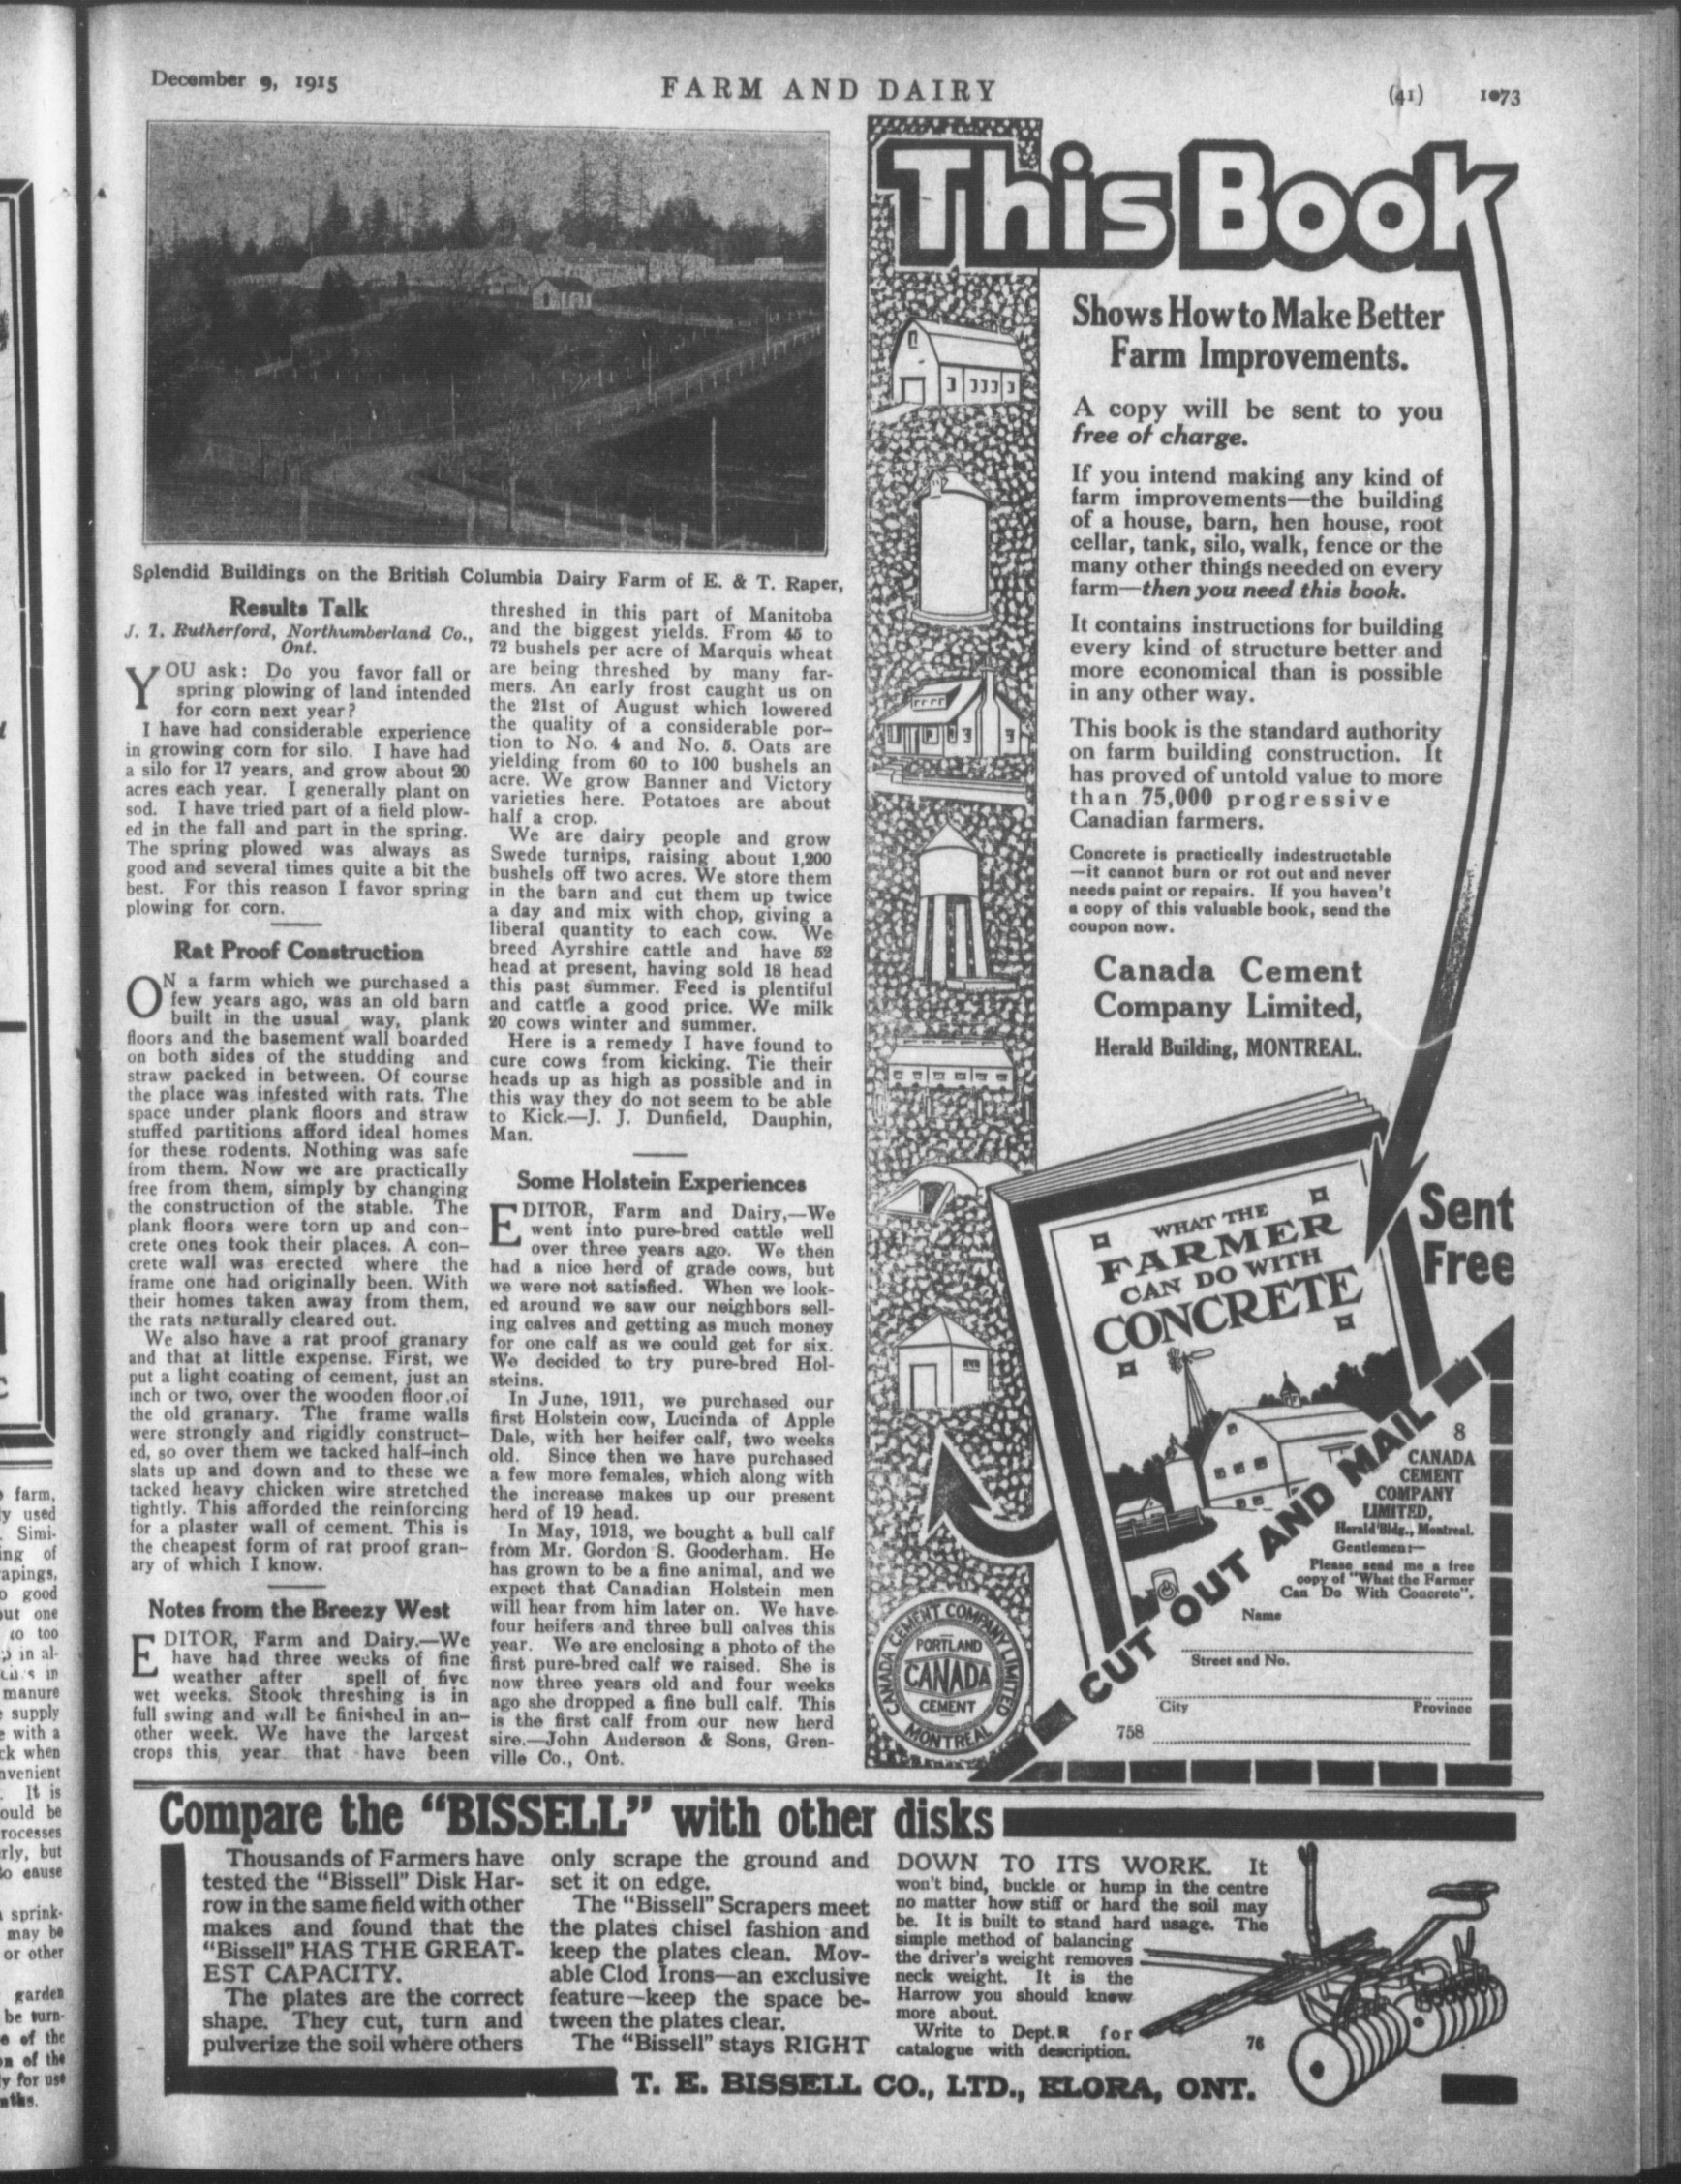 December 9, 1915
FARM AND DAIRY
(41) 1073
Splendid Buildings on the British Columbia Dairy Farm of E. & T. Raper,
Results Talk
J. T. Rutherford, Northumberland Co.,
Ont.
YOU ask: Do you favor fall or
spring plowing of land intended
for corn next year?
I have had considerable experience
in growing corn for silo. I have had
a silo for 17 years, and grow about 20
acres each year. I generally plant on
sod. I have tried part of a field plow-
ed in the fall and part in the spring.
The spring plowed was always as
good and several times quite a bit the
best. For this reason I favor spring
plowing for corn.
Rat Proof Construction
ON a farm which we purchased a
few years ago, was an old barn
built in the usual way, plank
floors and the basement wall boarded
on both sides of the studding and
straw packed in between. Of course
the place was infested with rats. The
space under plank floors and straw
stuffed partitions afford ideal homes
for these rodents. Nothing was safe
from them. Now we are practically
free from them, simply by changing
the construction of the stable. The
plank floors were torn up and con-
crete ones took their places. A con-
crete wall was erected where the
frame one had originally been. With
their homes taken away from them,
the rats naturally cleared out.
We also have a rat proof granary
and that at little expense. First, we
put a light coating of cement, just an
inch or two, over the wooden floor of
the old granary. The frame walls
were strongly and rigidly construct-
ed, so over them we tacked half-inch
slats up and down and to these we
tacked heavy chicken wire stretched
tightly. This afforded the reinforcing
for a plaster wall of cement. This is
the cheapest form of rat proof gran-
ary of which I know.
Notes from the Breezy West
EDITOR, Farm and Dairy.—We
have had three weeks of fine
weather after spell of five
wet weeks. Stook threshing is in
full swing and will be finished in an-
other week. We have the largest
crops this year that have been
threshed in this part of Manitoba
and the biggest yields. From 45 to
72 bushels per acre of Marquis wheat
are being threshed by many far-
mers. An early frost caught us on
the 21st of August which lowered
the quality of a considerable por-
tion to No. 4 and No. 5. Oats are
yielding from 60 to 100 bushels an
acre. We grow Banner and Victory
varieties here. Potatoes are about
half a crop.
We are dairy people and grow
Swede turnips, raising about 1,200
bushels off two acres. We store them
in the barn and cut them up twice
a day and mix with chop, giving a
liberal quantity to each cow. We
breed Ayrshire cattle and have 52
head at present, having sold 18 head
this past summer. Feed is plentiful
and cattle a good price. We milk
20 cows winter and summer.
Here is a remedy I have found to
cure cows from kicking. Tie their
heads up as high as possible and in
this way they do not seem to be able
to Kick.—J. J. Dunfield, Dauphin,
Man.
Some Holstein Experiences
EDITOR, Farm and Dairy,—We
went into pure-bred cattle well
over three years ago. We then
had a nice herd of grade cows, but
we were not satisfied. When we look-
ed around we saw our neighbors sell-
ing calves and getting as much money
for one calf as we could get for six.
We decided to try pure-bred Hol-
steins.
In June, 1911, we purchased our
first Holstein cow, Lucinda of Apple
Dale, with her heifer calf, two weeks
old. Since then we have purchased
a few more females, which along with
the increase makes up our present
herd of 19 head.
In May, 1913, we bought a bull calf
from Mr. Gordon S. Gooderham. He
has grown to be a fine animal, and we
expect that Canadian Holstein men
will hear from him later on. We have
four heifers and three bull calves this
year. We are enclosing a photo of the
first pure-bred calf we raised. She is
now three years old and four weeks
ago she dropped a fine bull calf. This
is the first calf from our new herd
sire.—John Anderson & Sons, Gren-
ville Co., Ont.
This Book
Shows How to Make Better
Farm Improvements.
A copy will be sent to you
free of charge.
If you intend making any kind of
farm improvements—the building
of a house, barn, hen house, root
cellar, tank, silo, walk, fence or the
many other things needed on every
farm—then you need this book.
It contains instructions for building
every kind of structure better and
more economical than is possible
in any other way.
This book is the standard authority
on farm building construction. It
has proved of untold value to more
than 75,000 progressive
Canadian farmers.
Concrete is practically indestructable
—it cannot burn or rot out and never
needs paint or repairs. If you haven't
a copy of this valuable book, send the
coupon now.
Canada Cement
Company Limited,
Herald Building, MONTREAL.
WHAT THE
FARMER
CAN DO WITH
CONCRETE
Sent
Free
CUT OUT AND MAIL
8
CANADA
CEMENT
COMPANY
LIMITED,
Herald Bldg., Montreal.
Gentlemen:—
Please send me a free
copy of "What the Farmer
Can Do With Concrete".
Name
Street and No.
City Province
758
CANADA CEMENT COMPANY LIMITED
PORTLAND
CANADA
CEMENT
MONTREAL
Compare the "BISSELL" with other disks
Thousands of Farmers have
tested the "Bissell" Disk Har-
row in the same field with other
makes and found that the
"Bissell" HAS THE GREAT-
EST CAPACITY.
The plates are the correct
shape. They cut, turn and
pulverize the soil where others
only scrape the ground and
set it on edge.
The "Bissell" Scrapers meet
the plates chisel fashion and
keep the plates clean. Mov-
able Clod Irons—an exclusive
feature—keep the space be-
tween the plates clear.
The "Bissell" stays RIGHT
DOWN TO ITS WORK. It
won't bind, buckle or hump in the centre
no matter how stiff or hard the soil may
be. It is built to stand hard usage. The
simple method of balancing
the driver's weight removes
neck weight. It is the
Harrow you should know
more about.
Write to Dept. R for
catalogue with description.
76
T. E. BISSELL CO., LTD., ELORA, ONT.
farm,
used
Simi-
ing of
good
out one
too
in al-
in
manure
supply
with a
when
It is
but
cause
sprink-
may be
or other
garden
be turn-
of the
of the
for use